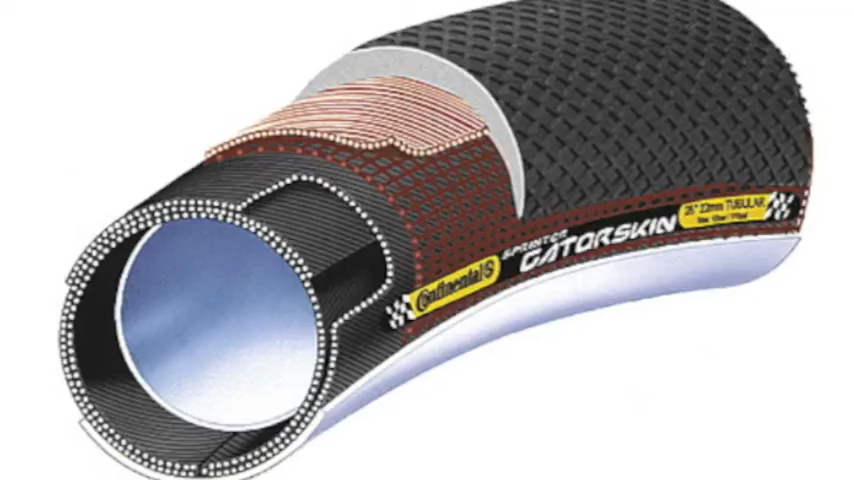 Continental
SPRINTER
GATORSKIN
28" 22mm TUBULAR